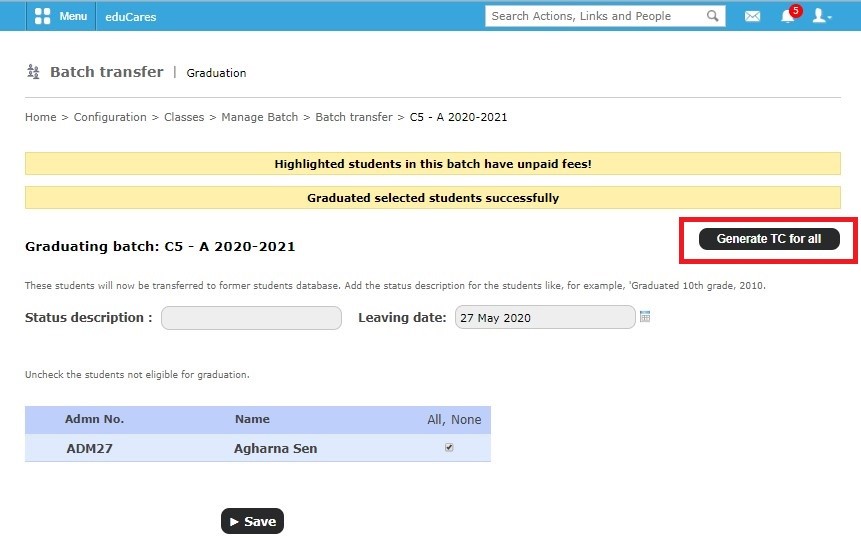 Menu eduCares Search Actions, Links and People 5
Batch transfer | Graduation
Home > Configuration > Classes > Manage Batch > Batch transfer > C5 - A 2020-2021
Highlighted students in this batch have unpaid fees!
Graduated selected students successfully
Graduating batch: C5 - A 2020-2021 Generate TC for all
These students will now be transferred to former students database. Add the status description for the students like, for example, 'Graduated 10th grade, 2010.
Status description : Leaving date: 27 May 2020
Uncheck the students not eligible for graduation.
Admn No. Name All, None
ADM27 Agharna Sen
Save